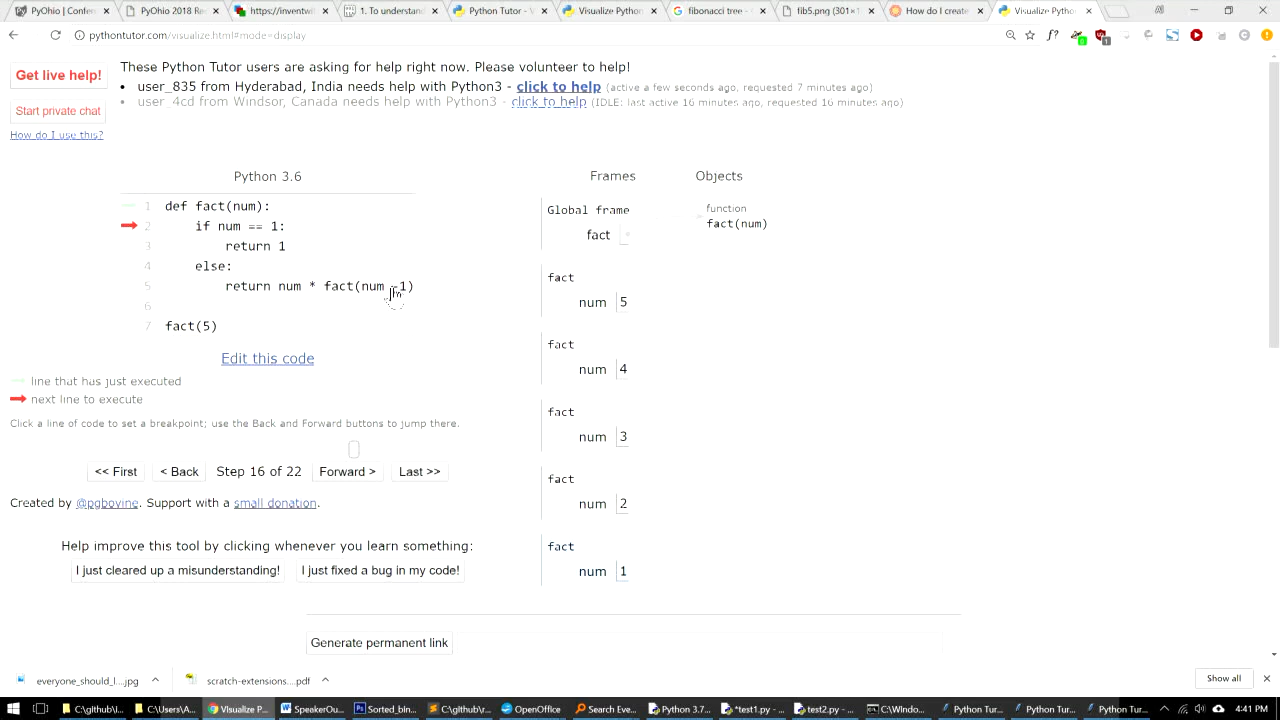 PyOhio | Conferen
PyOhio 2018 Rec
https://inventwi
1. To understand
Python Tutor - V
Visualize Python
fibonacci tree -
fib5.png (301×1
How do I create
Visualize Python
pythontutor.com/visualize.html#mode=display
Get live help!
Start private chat
How do I use this?
These Python Tutor users are asking for help right now. Please volunteer to help!
• user_835 from Hyderabad, India needs help with Python3 - click to help (active a few seconds ago, requested 7 minutes ago)
• user_4cd from Windsor, Canada needs help with Python3 - click to help (IDLE: last active 16 minutes ago, requested 16 minutes ago)
Python 3.6
1 def fact(num):
2 if num == 1:
3 return 1
4 else:
5 return num * fact(num -1)
6
7 fact(5)
Edit this code
line that has just executed
next line to execute
Click a line of code to set a breakpoint; use the Back and Forward buttons to jump there.
<< First
< Back
Step 16 of 22
Forward >
Last >>
Created by @pgbovine. Support with a small donation.
Help improve this tool by clicking whenever you learn something:
I just cleared up a misunderstanding!
I just fixed a bug in my code!
Frames
Objects
Global frame
fact
function
fact(num)
fact
num 5
fact
num 4
fact
num 3
fact
num 2
fact
num 1
Generate permanent link
everyone_should_l....jpg
scratch-extensions....pdf
Show all
C:\github\l
C:\Users\A
Visualize P
SpeakerOu
Sorted_bin
C:\github\r
OpenOffice
Search Eve
Python 3.7
*test1.py -
test2.py -
C:\Window
Python Tur
Python Tur
Python Tur
4:41 PM